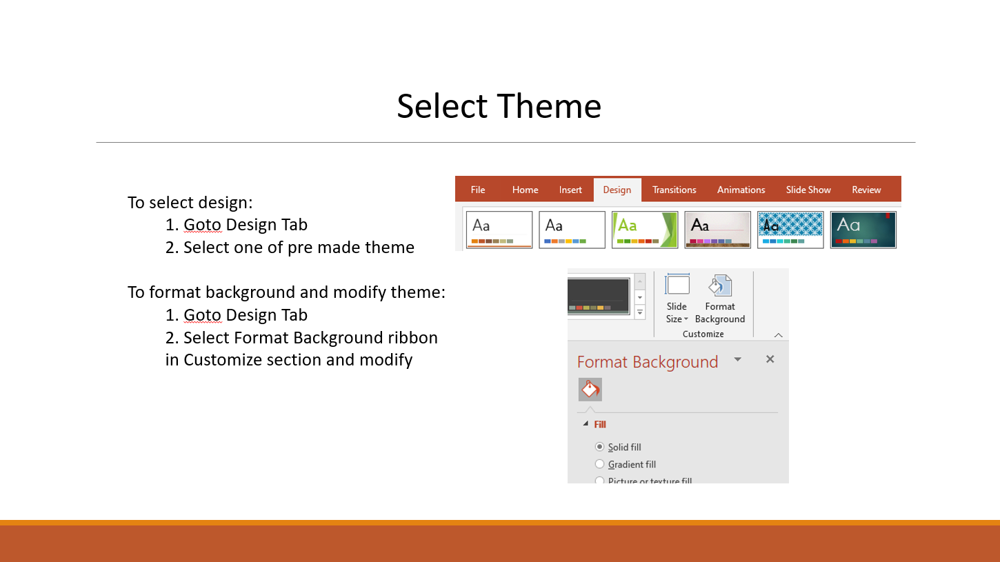 Select Theme
To select design:
1. Goto Design Tab
2. Select one of pre made theme
To format background and modify theme:
1. Goto Design Tab
2. Select Format Background ribbon
in Customize section and modify
File Home Insert Design Transitions Animations Slide Show Review
Aa Aa Aa Aa Aa Aa
Slide Format
Size Background
Customize
Format Background
Fill
Solid fill
Gradient fill
Picture or texture fill